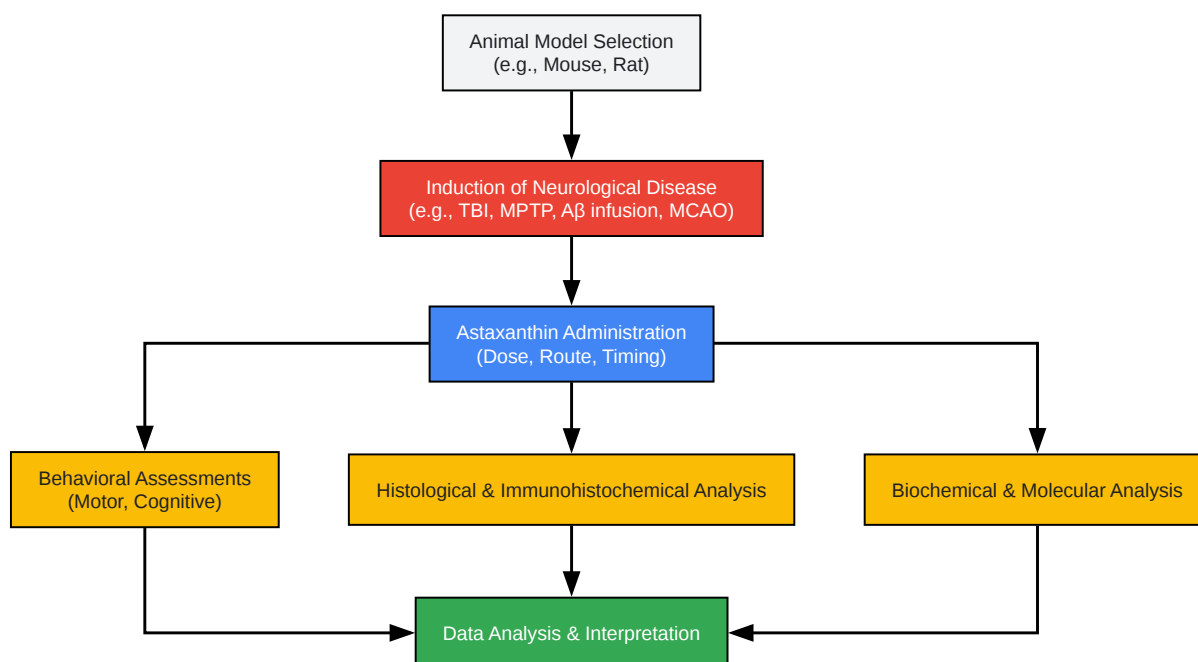 Animal Model Selection
(e.g., Mouse, Rat)
Induction of Neurological Disease
(e.g., TBI, MPTP, Aβ infusion, MCAO)
Astaxanthin Administration
(Dose, Route, Timing)
Behavioral Assessments
(Motor, Cognitive)
Histological & Immunohistochemical Analysis
Biochemical & Molecular Analysis
Data Analysis & Interpretation